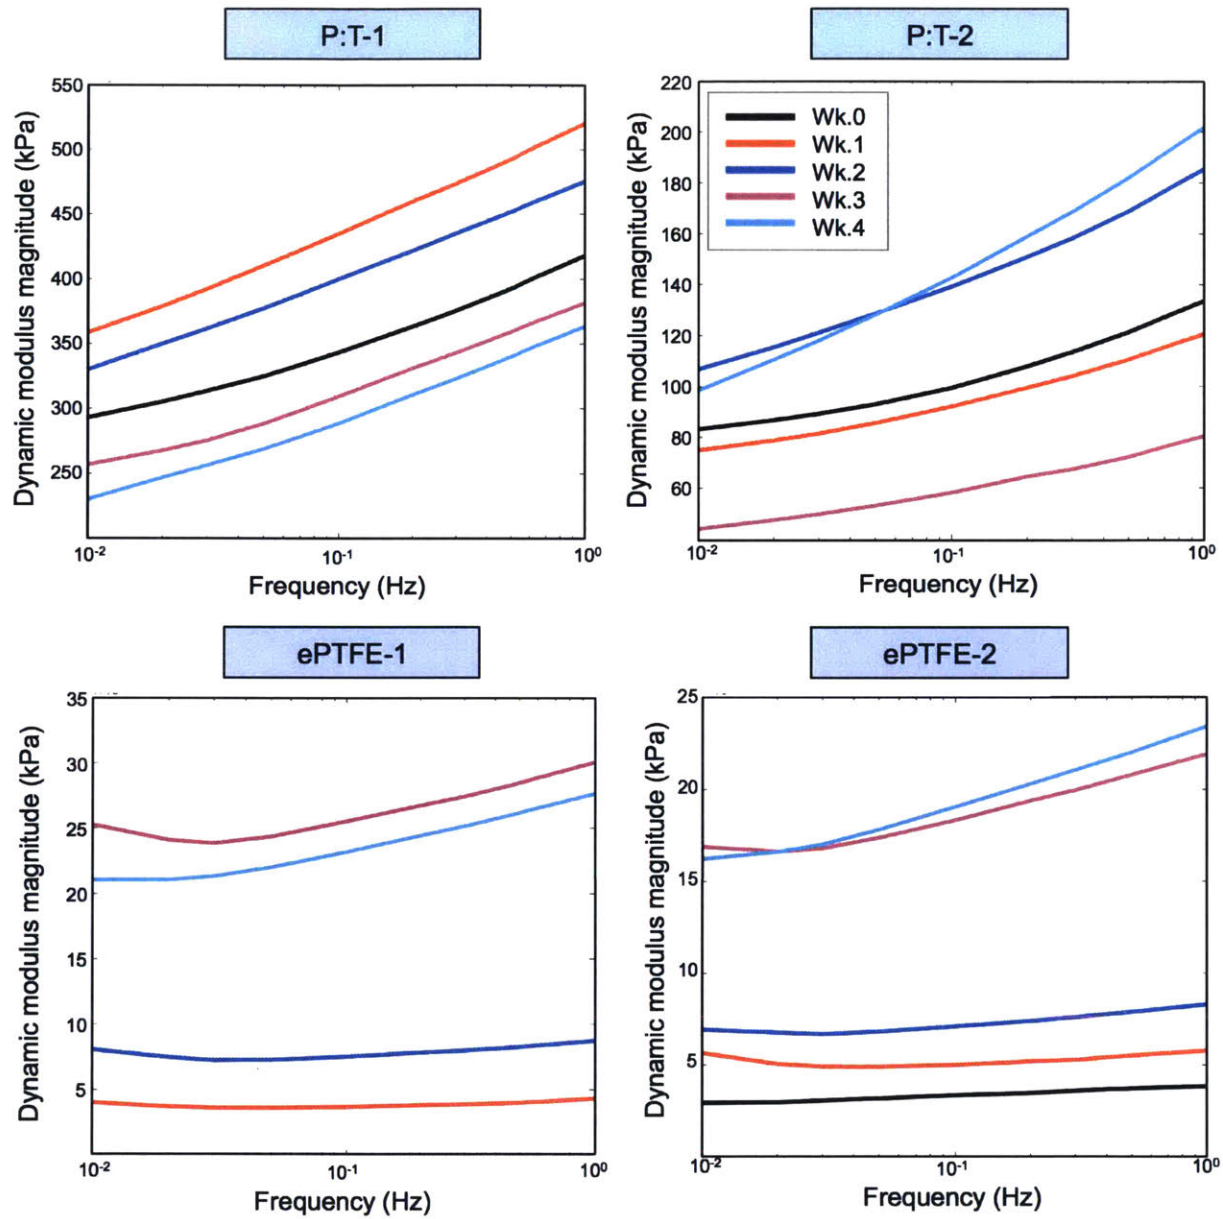 P:T-1
P:T-2
Dynamic modulus magnitude (kPa)
550
500
450
400
350
300
250
10-2
10-1
100
Frequency (Hz)
Dynamic modulus magnitude (kPa)
220
200
180
160
140
120
100
80
60
Wk.0
Wk.1
Wk.2
Wk.3
Wk.4
10-2
10-1
100
Frequency (Hz)
ePTFE-1
ePTFE-2
Dynamic modulus magnitude (kPa)
35
30
25
20
15
10
5
10-2
10-1
100
Frequency (Hz)
Dynamic modulus magnitude (kPa)
25
20
15
10
5
10-2
10-1
100
Frequency (Hz)